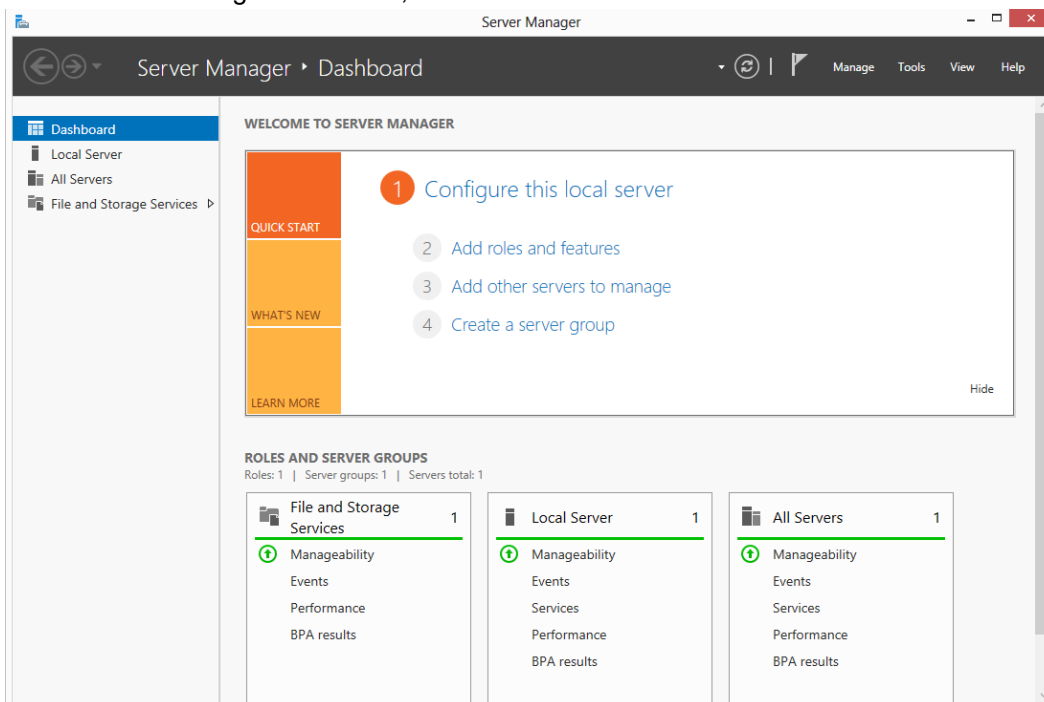 Server Manager
Server Manager • Dashboard
Manage Tools View Help
Dashboard
Local Server
All Servers
File and Storage Services
WELCOME TO SERVER MANAGER
QUICK START
WHAT'S NEW
LEARN MORE
1 Configure this local server
2 Add roles and features
3 Add other servers to manage
4 Create a server group
Hide
ROLES AND SERVER GROUPS
Roles: 1 | Server groups: 1 | Servers total: 1
File and Storage
Services 1
Manageability
Events
Performance
BPA results
Local Server 1
Manageability
Events
Services
Performance
BPA results
All Servers 1
Manageability
Events
Services
Performance
BPA results